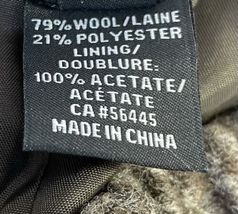 79% WOOL/LAINE
21% POLYESTER
LINING/
DOUBLURE:
100% ACETATE/
ACÉTATE
CA #56445
MADE IN CHINA